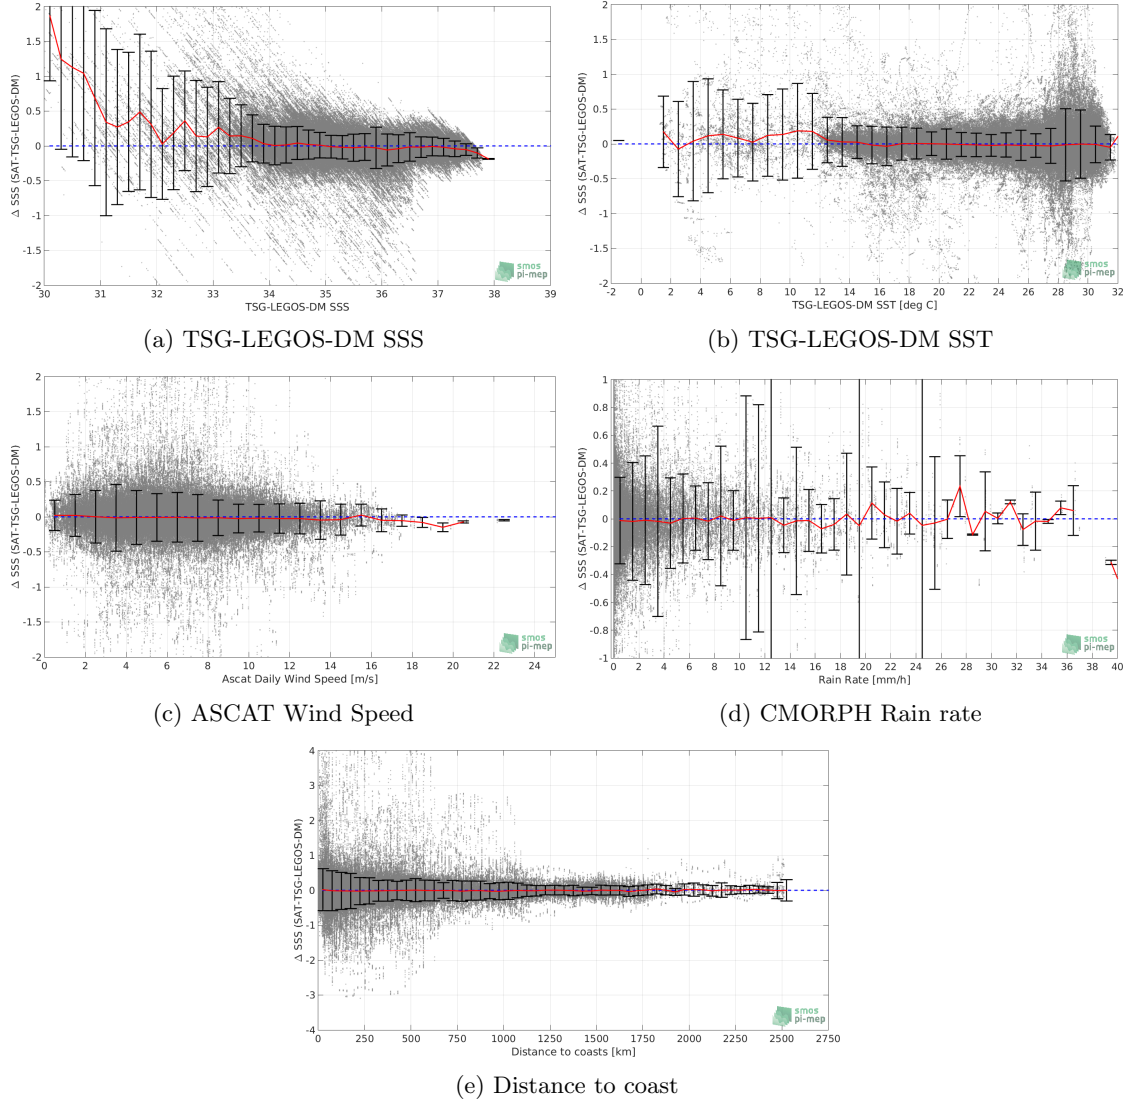 2
1.5
1
0.5
0
-0.5
-1
-1.5
-2
Δ SSS (SAT-TSG-LEGOS-DM)
30 31 32 33 34 35 36 37 38 39
TSG-LEGOS-DM SSS
smos
pi-mep
(a) TSG-LEGOS-DM SSS
2
1.5
1
0.5
0
-0.5
-1
-1.5
-2
Δ SSS (SAT-TSG-LEGOS-DM)
-2 0 2 4 6 8 10 12 14 16 18 20 22 24 26 28 30 32
TSG-LEGOS-DM SST [deg C]
smos
pi-mep
(b) TSG-LEGOS-DM SST
2
1.5
1
0.5
0
-0.5
-1
-1.5
-2
Δ SSS (SAT-TSG-LEGOS-DM)
0 2 4 6 8 10 12 14 16 18 20 22 24
Ascat Daily Wind Speed [m/s]
smos
pi-mep
(c) ASCAT Wind Speed
1
0.8
0.6
0.4
0.2
0
-0.2
-0.4
-0.6
-0.8
-1
Δ SSS (SAT-TSG-LEGOS-DM)
0 2 4 6 8 10 12 14 16 18 20 22 24 26 28 30 32 34 36 38 40
Rain Rate [mm/h]
smos
pi-mep
(d) CMORPH Rain rate
4
3
2
1
0
-1
-2
-3
-4
Δ SSS (SAT-TSG-LEGOS-DM)
0 250 500 750 1000 1250 1500 1750 2000 2250 2500 2750
Distance to coasts [km]
smos
pi-mep
(e) Distance to coast